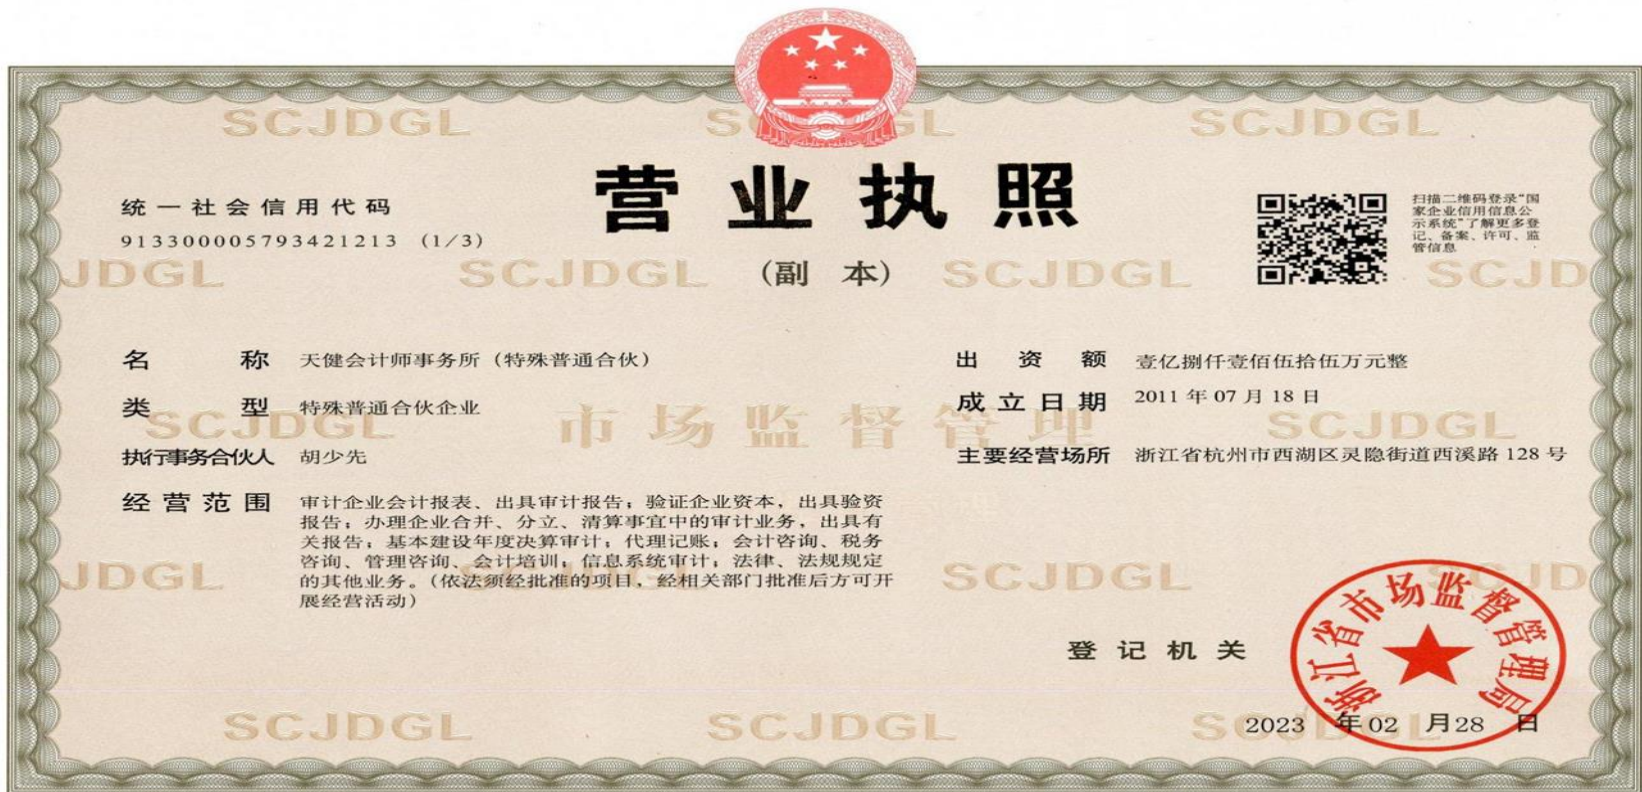 SCJDGL SCJDGL SCJDGL
营业执照
(副 本)
统一社会信用代码
913300005793421213 (1/3)
扫描二维码登录“国
家企业信用信息公
示系统”了解更多登
记、备案、许可、监
管信息
JDGL SCJDGL SCJDGL SCJD
名 称 天健会计师事务所(特殊普通合伙)
类 型 特殊普通合伙企业
执行事务合伙人 胡少先
经营范围 审计企业会计报表、出具审计报告;验证企业资本,出具验资
报告;办理企业合并、分立、清算事宜中的审计业务,出具有
关报告;基本建设年度决算审计;代理记账;会计咨询、税务
咨询、管理咨询、会计培训;信息系统审计;法律、法规规定
的其他业务。(依法须经批准的项目,经相关部门批准后方可开
展经营活动)
出 资 额 壹亿捌仟壹佰伍拾伍万元整
成立日期 2011年07月18日
主要经营场所 浙江省杭州市西湖区灵隐街道西溪路128号
SCJDGL 市场监督管理 SCJDGL
JDGL SCJDGL SCJDGL SCJD
登记机关
浙江省市场监督管理局
2023 年02 月28 日
SCJDGL SCJDGL SCJDGL